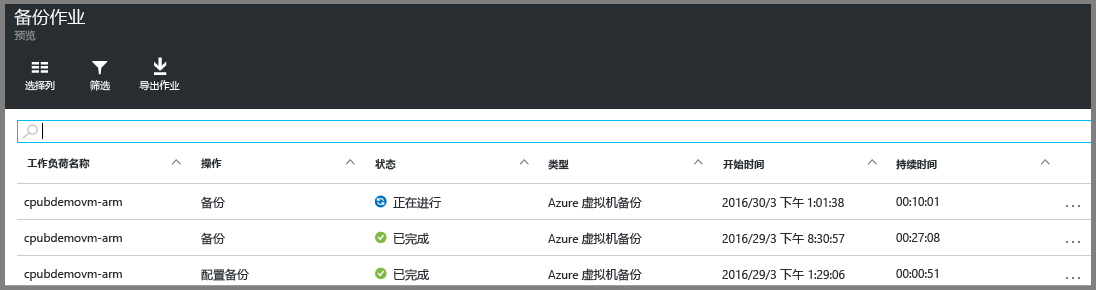 备份作业
预览
选择列 筛选 导出作业
工作负荷名称 操作 状态 类型 开始时间 持续时间
cpubdemovm-arm 备份 正在进行 Azure 虚拟机备份 2016/30/3 下午 1:01:38 00:10:01 ...
cpubdemovm-arm 备份 已完成 Azure 虚拟机备份 2016/29/3 下午 8:30:57 00:27:08 ...
cpubdemovm-arm 配置备份 已完成 Azure 虚拟机备份 2016/29/3 下午 1:29:06 00:00:51 ...